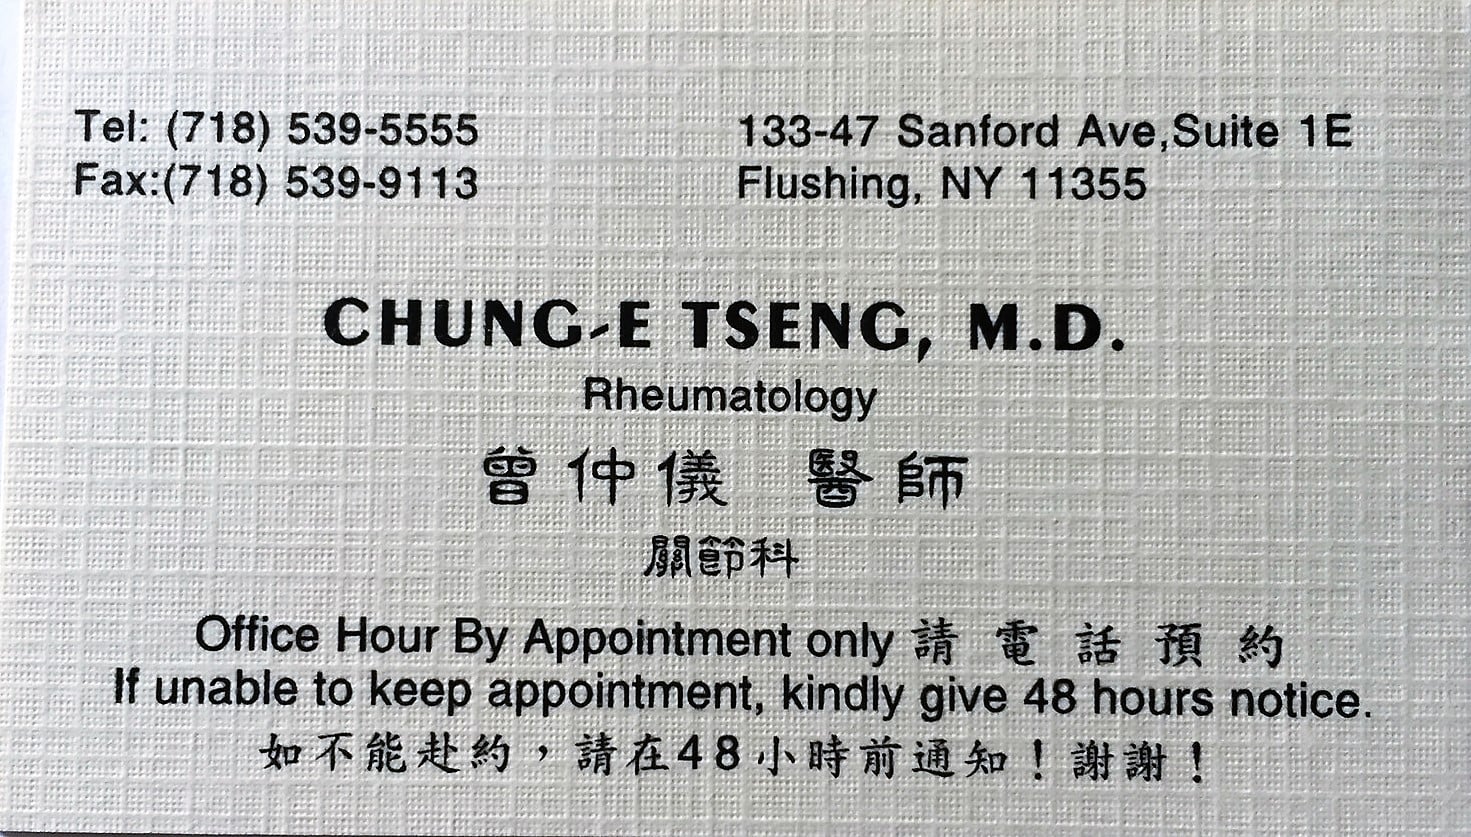 Tel: (718) 539-5555
Fax:(718) 539-9113
133-47 Sanford Ave,Suite 1E
Flushing, NY 11355
CHUNG-E TSENG, M.D.
Rheumatology
曾仲儀 醫師
關節科
Office Hour By Appointment only 請電話預約
If unable to keep appointment, kindly give 48 hours notice.
如不能赴約，請在48小時前通知！謝謝！